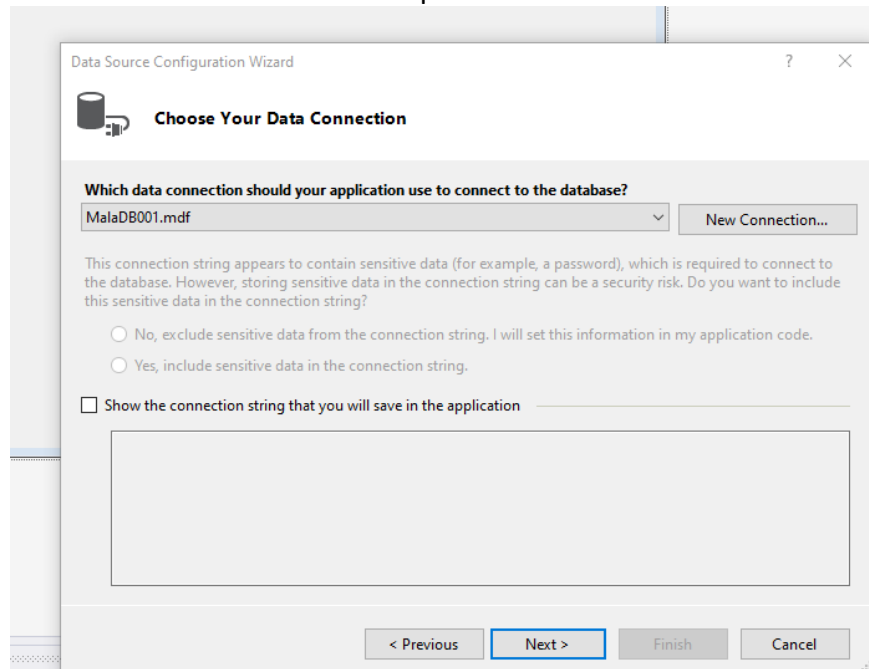 Data Source Configuration Wizard ?
Choose Your Data Connection
Which data connection should your application use to connect to the database?
MalaDB001.mdf
New Connection...
This connection string appears to contain sensitive data (for example, a password), which is required to connect to
the database. However, storing sensitive data in the connection string can be a security risk. Do you want to include
this sensitive data in the connection string?
No, exclude sensitive data from the connection string. I will set this information in my application code.
Yes, include sensitive data in the connection string.
Show the connection string that you will save in the application
< Previous Next > Finish Cancel